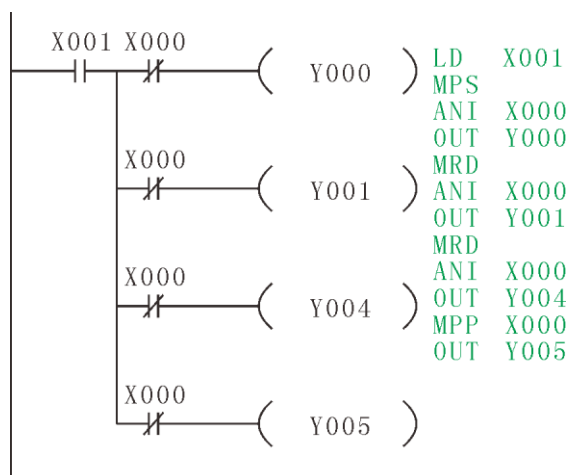 X001 X000
Y000
X000
Y001
X000
Y004
X000
Y005
LD X001
MPS
ANI X000
OUT Y000
MRD
ANI X000
OUT Y001
MRD
ANI X000
OUT Y004
MPP X000
OUT Y005